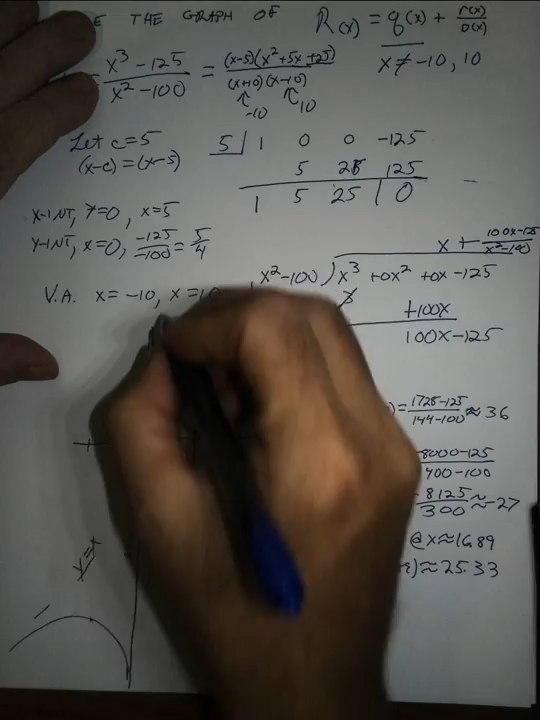 THE GRAPH OF R(x) = q(x) + r(x)/D(x)
x³ - 125 / x² - 100 = (x-5)(x²+5x+25) / (x+10)(x-10) x ≠ -10, 10
-10 10
Let c = 5
(x-c) = (x-5)
5 | 1 0 0 -125
5 25 125
1 5 25 | 0
x-INT, y=0, x=5
y-INT, x=0, -125/-100 = 5/4
V.A. x = -10, x = 10
x + 100x-125 / x²-100
x²-100 ) x³ + 0x² + 0x - 125
+100x
100x - 125
) = 1728-125 / 144-100 ≈ 36
-8000-125 / 400-100
-8125 / 300 ≈ -27
@ x ≈ 16.89
) ≈ 25.33
y=x